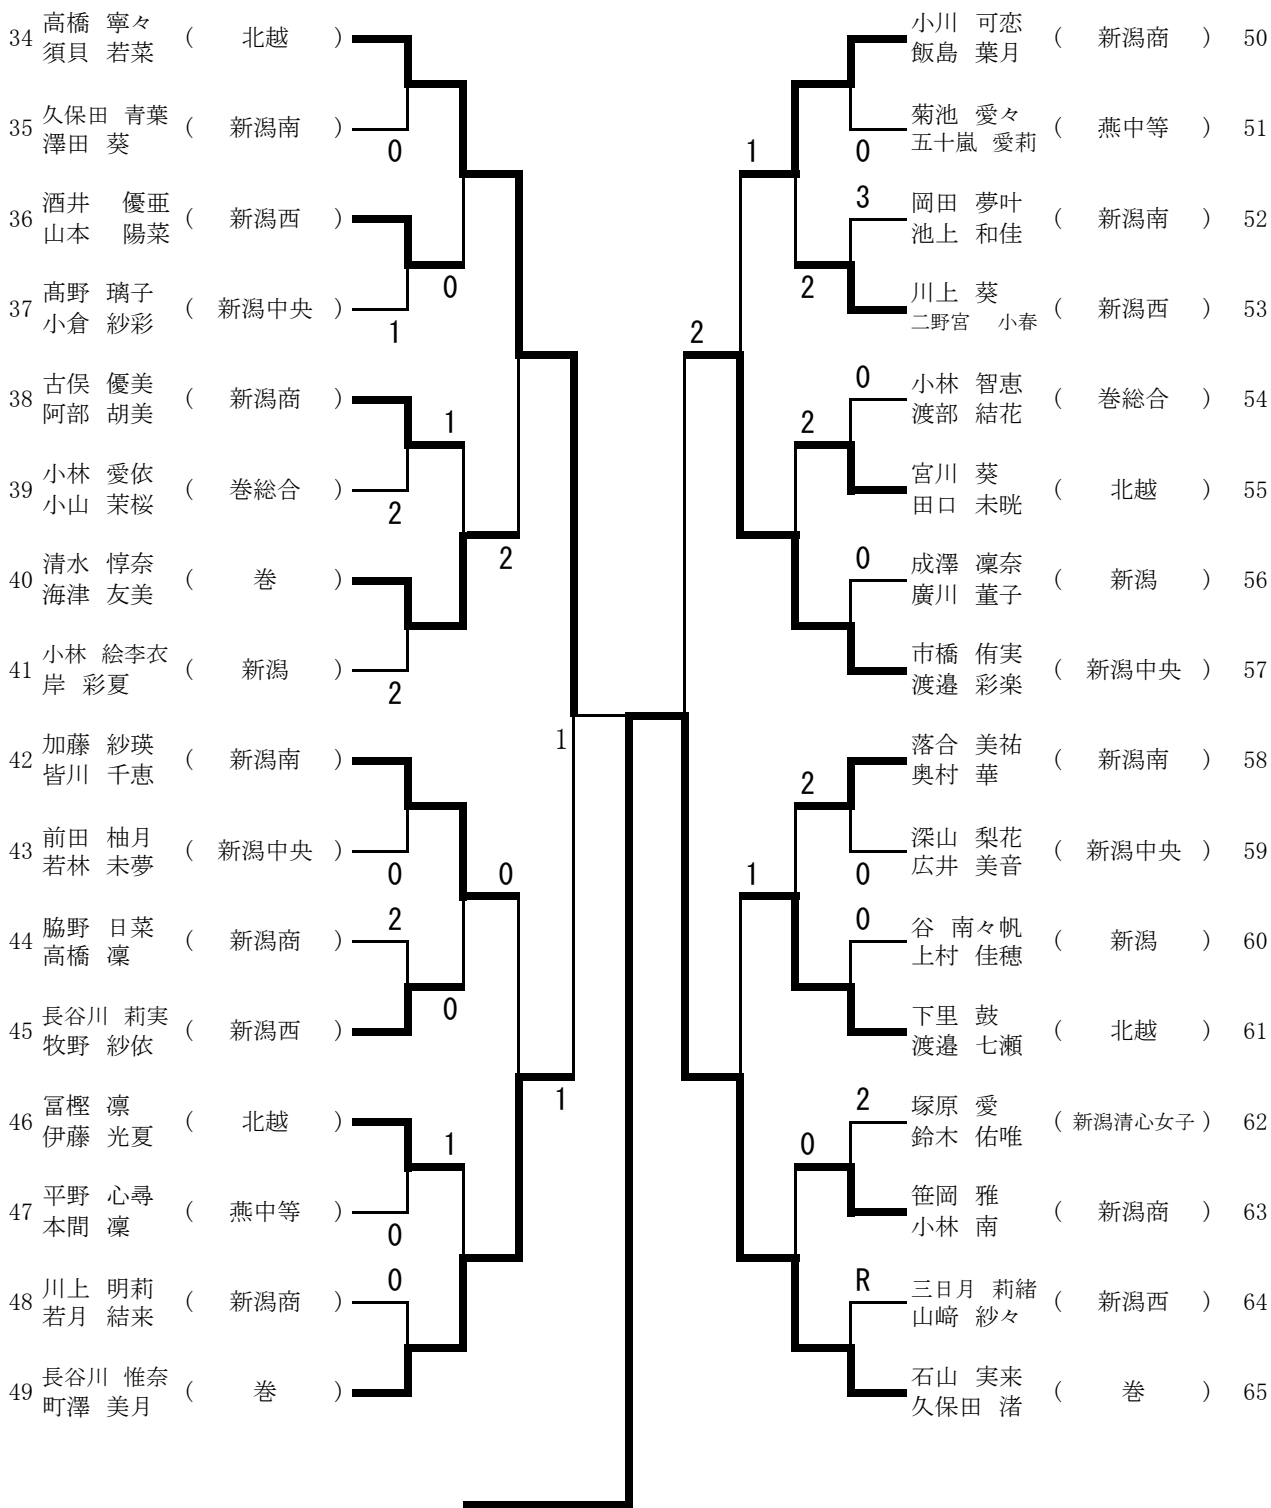 34 高橋 寧々 ( 北越 )
須貝 若菜
35 久保田 青葉 ( 新潟南 )
澤田 葵
0
36 酒井 優亜 ( 新潟西 )
山本 陽菜
0
37 髙野 璃子 ( 新潟中央 )
小倉 紗彩
1
38 古俣 優美 ( 新潟商 )
阿部 胡美
1
39 小林 愛依 ( 巻総合 )
小山 茉桜
2
2
40 清水 惇奈 ( 巻 )
海津 友美
41 小林 絵李衣 ( 新潟 )
岸 彩夏
2
1
42 加藤 紗瑛 ( 新潟南 )
皆川 千恵
43 前田 柚月 ( 新潟中央 )
若林 未夢
0
0
44 脇野 日菜 ( 新潟商 )
高橋 凜
2
45 長谷川 莉実 ( 新潟西 )
牧野 紗依
0
1
46 冨樫 凛 ( 北越 )
伊藤 光夏
1
47 平野 心尋 ( 燕中等 )
本間 凜
0
48 川上 明莉 ( 新潟商 )
若月 結来
0
49 長谷川 惟奈 ( 巻 )
町澤 美月
小川 可恋 ( 新潟商 ) 50
飯島 葉月
1
菊池 愛々 ( 燕中等 ) 51
五十嵐 愛莉
0
3
岡田 夢叶 ( 新潟南 ) 52
池上 和佳
2
川上 葵 ( 新潟西 ) 53
二野宮 小春
2
0
小林 智恵 ( 巻総合 ) 54
渡部 結花
2
宮川 葵 ( 北越 ) 55
田口 未晄
0
成澤 凜奈 ( 新潟 ) 56
廣川 菫子
市橋 侑実 ( 新潟中央 ) 57
渡邉 彩楽
落合 美祐 ( 新潟南 ) 58
奥村 華
2
深山 梨花 ( 新潟中央 ) 59
広井 美音
0
1
0
谷 南々帆 ( 新潟 ) 60
上村 佳穂
下里 鼓 ( 北越 ) 61
渡邉 七瀬
2
塚原 愛 ( 新潟清心女子 ) 62
鈴木 佑唯
0
笹岡 雅 ( 新潟商 ) 63
小林 南
R
三日月 莉緒 ( 新潟西 ) 64
山﨑 紗々
石山 実来 ( 巻 ) 65
久保田 渚